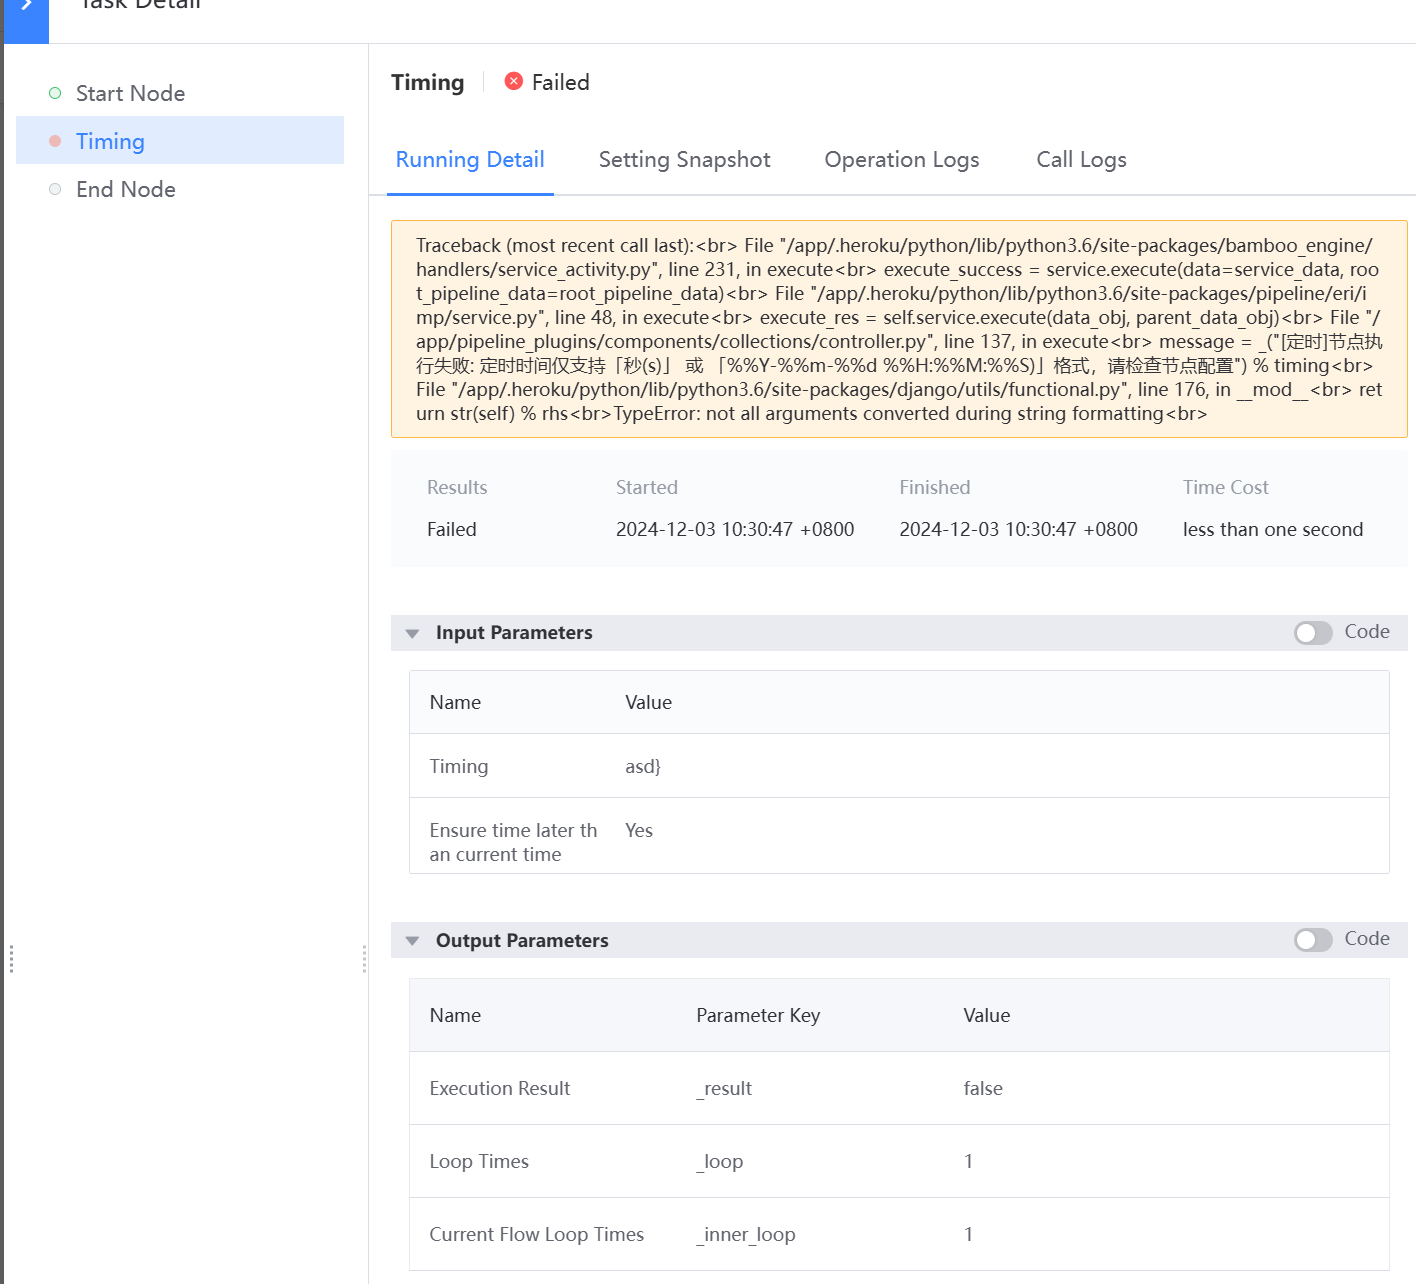 Task Detail
Start Node
Timing
End Node
Timing
Failed
Running Detail
Setting Snapshot
Operation Logs
Call Logs
Traceback (most recent call last):<br> File "/app/.heroku/python/lib/python3.6/site-packages/bamboo_engine/
handlers/service_activity.py", line 231, in execute<br> execute_success = service.execute(data=service_data, roo
t_pipeline_data=root_pipeline_data)<br> File "/app/.heroku/python/lib/python3.6/site-packages/pipeline/eri/i
mp/service.py", line 48, in execute<br> execute_res = self.service.execute(data_obj, parent_data_obj)<br> File "/
app/pipeline_plugins/components/collections/controller.py", line 137, in execute<br> message = _("[定时]节点执
行失败: 定时时间仅支持「秒(s)」 或 「%%Y-%%m-%%d %%H:%%M:%%S)」格式，请检查节点配置") % timing<br>
File "/app/.heroku/python/lib/python3.6/site-packages/django/utils/functional.py", line 176, in __mod__<br> ret
urn str(self) % rhs<br>TypeError: not all arguments converted during string formatting<br>
Results
Started
Finished
Time Cost
Failed
2024-12-03 10:30:47 +0800
2024-12-03 10:30:47 +0800
less than one second
Input Parameters
Code
Name
Value
Timing
asd}
Ensure time later th
an current time
Yes
Output Parameters
Code
Name
Parameter Key
Value
Execution Result
_result
false
Loop Times
_loop
1
Current Flow Loop Times
_inner_loop
1